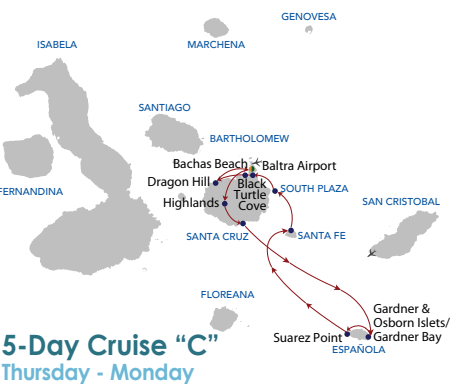 GENOVESA
ISABELA
MARCHENA
SANTIAGO
BARTHOLOMEW
Bachas Beach
Baltra Airport
Dragon Hill
Black
Turtle
Cove
SOUTH PLAZA
FERNANDINA
Highlands
SAN CRISTOBAL
SANTA CRUZ
SANTA FE
FLOREANA
Gardner &
Osborn Islets/
Gardner Bay
Suarez Point
ESPAÑOLA
5-Day Cruise “C”
Thursday - Monday